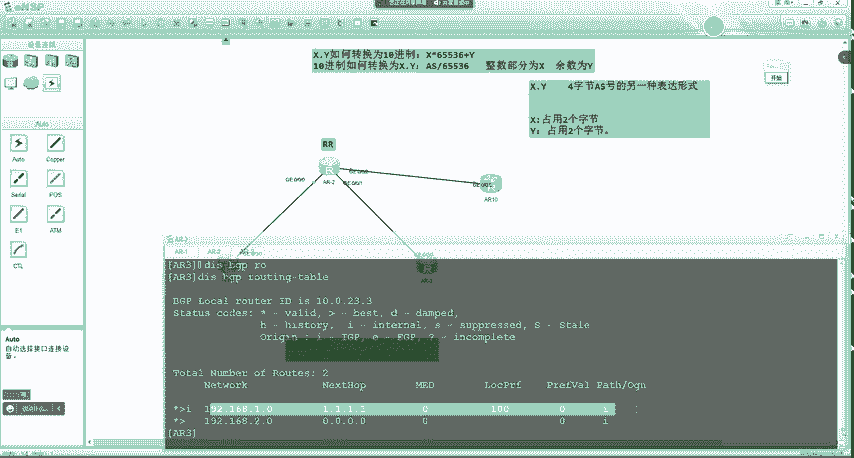 eNSP
X.Y如何转换为10进制：X*65536+Y
10进制如何转换为X.Y：AS/65536 整数部分为X 余数为Y
X.Y 4字节AS号的另一种表达形式
X：占用2个字节
Y：占用2个字节。
开始
Auto
Auto
Copper
Serial
POS
E1
ATM
CTL
RR
R
AR-2
AR10
R
Auto
自动选择接口连接设备。
AR-1 AR-2
[AR3]dis bgp ro
[AR3]dis bgp routing-table
BGP Local router ID is 10.0.23.3
Status codes: * - valid, > - best, d - damped,
h - history, i - internal, s - suppressed, S - Stale
Origin : i - IGP, e - EGP, ? - incomplete
Total Number of Routes: 2
Network NextHop MED LocPrf PrefVal Path/Ogn
*>i 192.168.1.0 1.1.1.1 0 100 0 i
*> 192.168.2.0 0.0.0.0 0 0 i
[AR3]